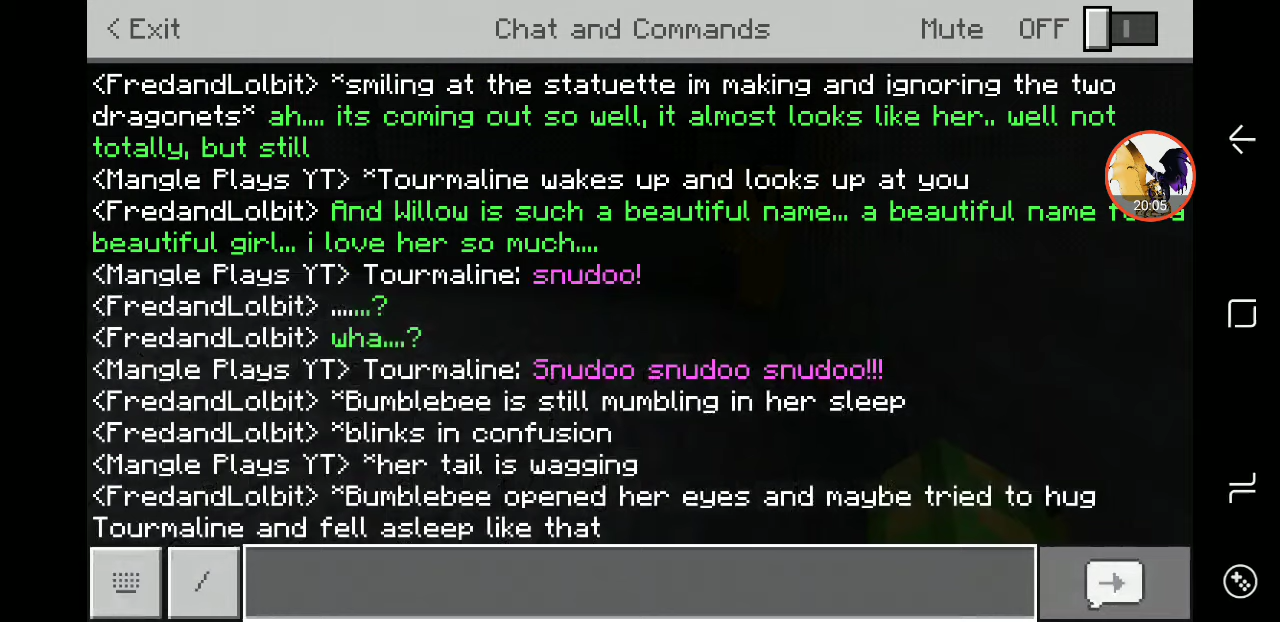 < Exit
Chat and Commands
Mute OFF
<FredandLolbit> *smiling at the statuette im making and ignoring the two
dragonets* ah.... its coming out so well, it almost looks like her.. well not
totally, but still
<Mangle Plays YT> *Tourmaline wakes up and looks up at you
20:05
<FredandLolbit> And Willow is such a beautiful name... a beautiful name a
beautiful girl... i love her so much....
<Mangle Plays YT> Tourmaline: snudoo!
<FredandLolbit> .......?
<FredandLolbit> wha....?
<Mangle Plays YT> Tourmaline: Snudoo snudoo snudoo!!!
<FredandLolbit> *Bumblebee is still mumbling in her sleep
<FredandLolbit> *blinks in confusion
<Mangle Plays YT> *her tail is wagging
<FredandLolbit> *Bumblebee opened her eyes and maybe tried to hug
Tourmaline and fell asleep like that
/